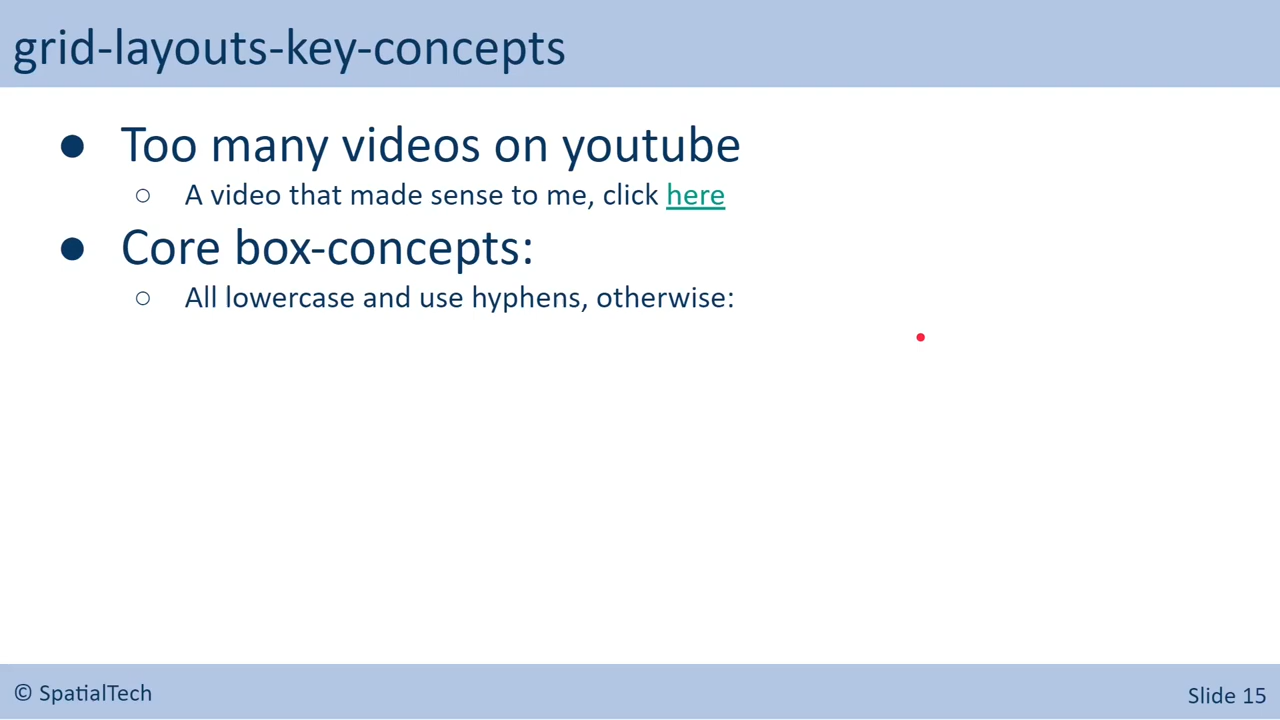 grid-layouts-key-concepts
● Too many videos on youtube
○ A video that made sense to me, click here
● Core box-concepts:
○ All lowercase and use hyphens, otherwise:
© SpatialTech
Slide 15